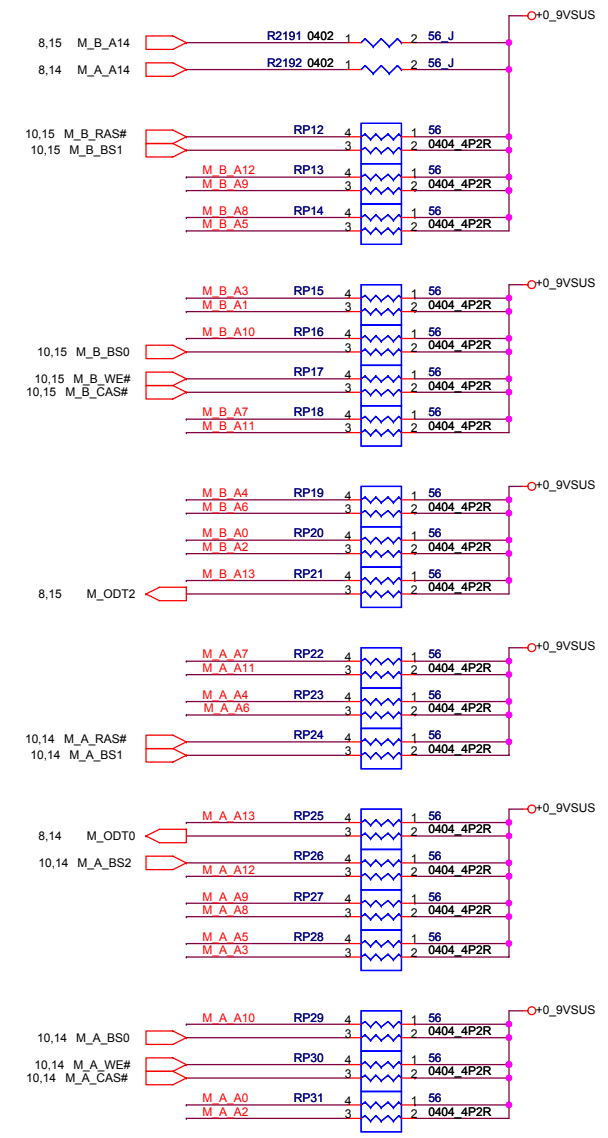 +0_9VSUS
8,15 M_B_A14 R2191 0402 1 2 56_J
8,14 M_A_A14 R2192 0402 1 2 56_J
10,15 M_B_RAS# RP12 4 1 56
10,15 M_B_BS1 3 2 0404_4P2R
M_B_A12 RP13 4 1 56
M_B_A9 3 2 0404_4P2R
M_B_A8 RP14 4 1 56
M_B_A5 3 2 0404_4P2R
+0_9VSUS
M_B_A3 RP15 4 1 56
M_B_A1 3 2 0404_4P2R
M_B_A10 RP16 4 1 56
10,15 M_B_BS0 3 2 0404_4P2R
10,15 M_B_WE# RP17 4 1 56
10,15 M_B_CAS# 3 2 0404_4P2R
M_B_A7 RP18 4 1 56
M_B_A11 3 2 0404_4P2R
+0_9VSUS
M_B_A4 RP19 4 1 56
M_B_A6 3 2 0404_4P2R
M_B_A0 RP20 4 1 56
M_B_A2 3 2 0404_4P2R
M_B_A13 RP21 4 1 56
8,15 M_ODT2 3 2 0404_4P2R
+0_9VSUS
M_A_A7 RP22 4 1 56
M_A_A11 3 2 0404_4P2R
M_A_A4 RP23 4 1 56
M_A_A6 3 2 0404_4P2R
10,14 M_A_RAS# RP24 4 1 56
10,14 M_A_BS1 3 2 0404_4P2R
+0_9VSUS
M_A_A13 RP25 4 1 56
8,14 M_ODT0 3 2 0404_4P2R
10,14 M_A_BS2 RP26 4 1 56
M_A_A12 3 2 0404_4P2R
M_A_A9 RP27 4 1 56
M_A_A8 3 2 0404_4P2R
M_A_A5 RP28 4 1 56
M_A_A3 3 2 0404_4P2R
+0_9VSUS
M_A_A10 RP29 4 1 56
10,14 M_A_BS0 3 2 0404_4P2R
10,14 M_A_WE# RP30 4 1 56
10,14 M_A_CAS# 3 2 0404_4P2R
M_A_A0 RP31 4 1 56
M_A_A2 3 2 0404_4P2R